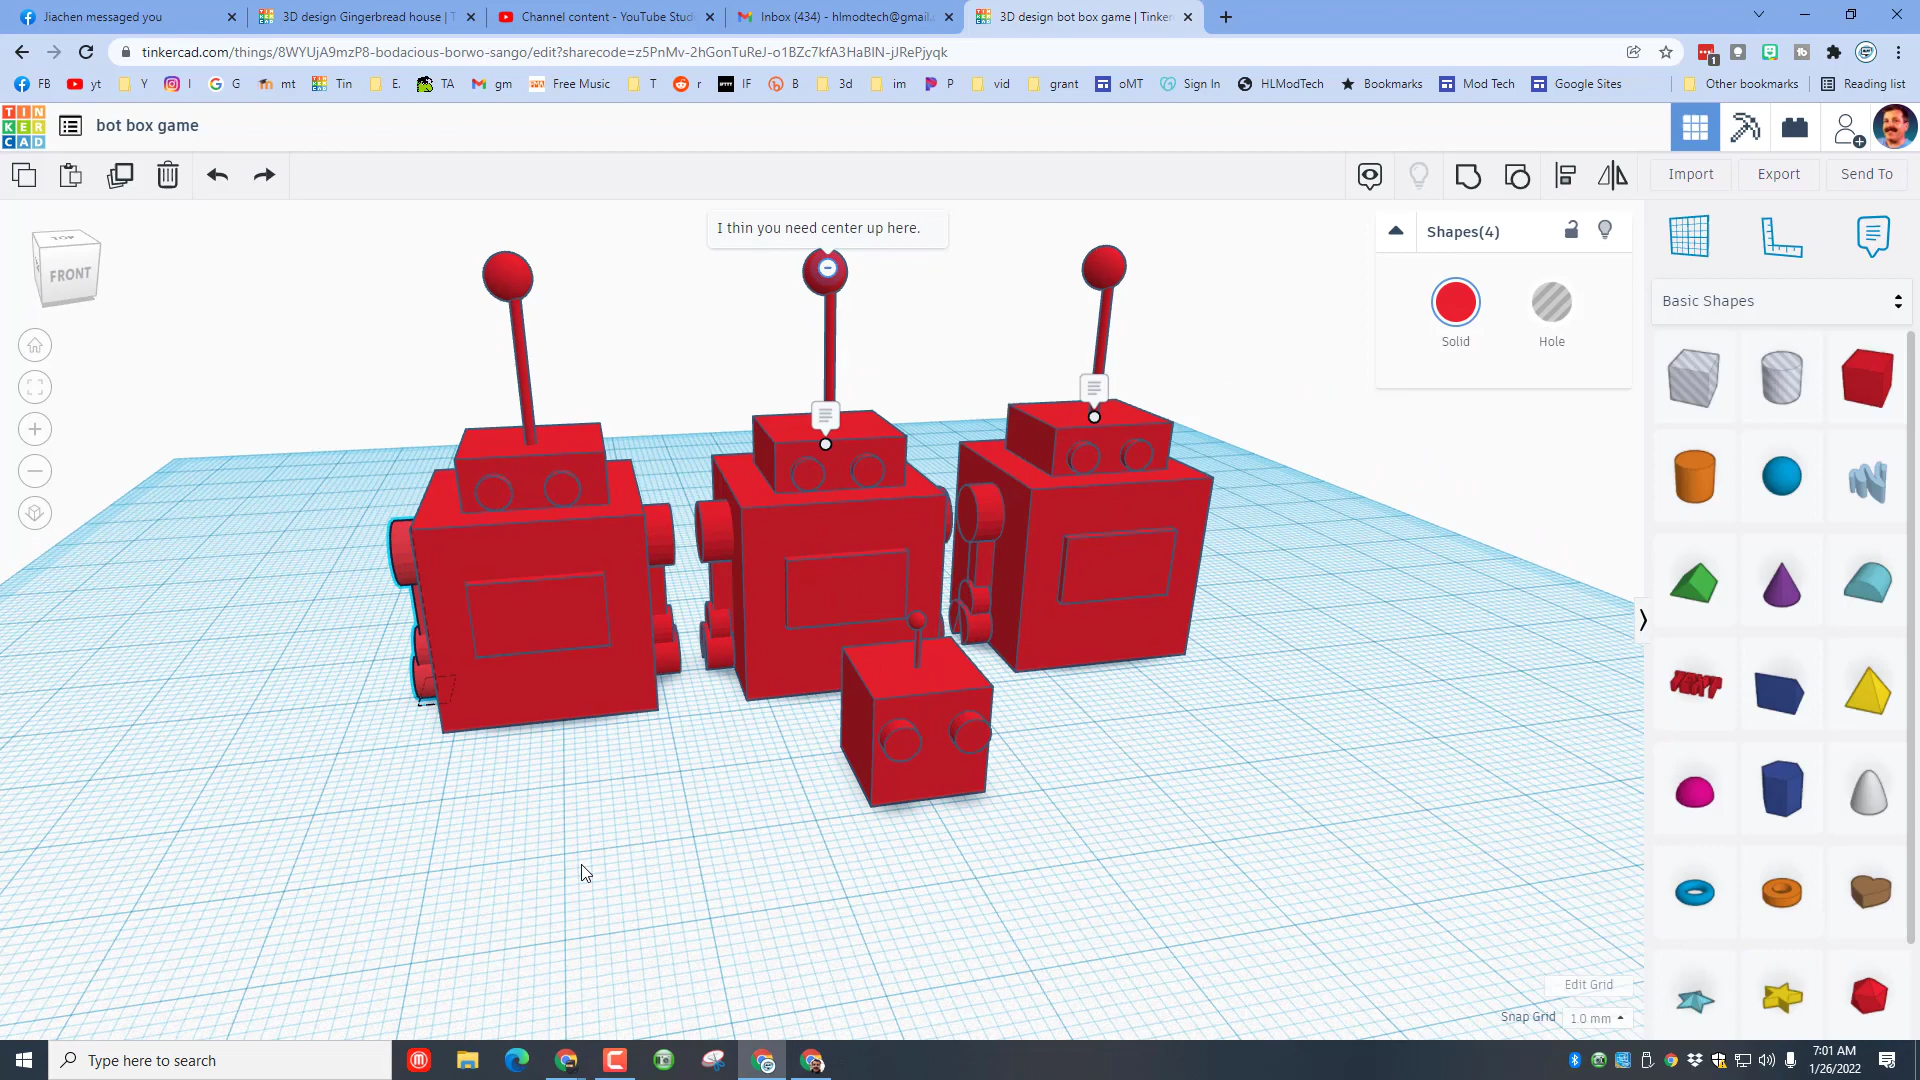 Jiachen messaged you
3D design Gingerbread house | T
Channel content - YouTube Studi
Inbox (434) - hlmodtech@gmail.c
3D design bot box game | Tinker
tinkercad.com/things/8WYUjA9mzP8-bodacious-borwo-sango/edit?sharecode=z5PnMv-2hGonTuReJ-o1BZc7kfA3HaBlN-jJRePjyqk
1
FB yt Y I G mt Tin E. TA gm Free Music T r IF B 3d im P vid grant oMT Sign In HLModTech Bookmarks Mod Tech Google Sites Other bookmarks Reading list
TIN
KER
CAD
bot box game
Import Export Send To
I thin you need center up here.
Shapes(4)
TOP
FRONT
Solid Hole
Basic Shapes
TEXT
Edit Grid
Snap Grid 1.0 mm
Type here to search
7:01 AM
1/26/2022